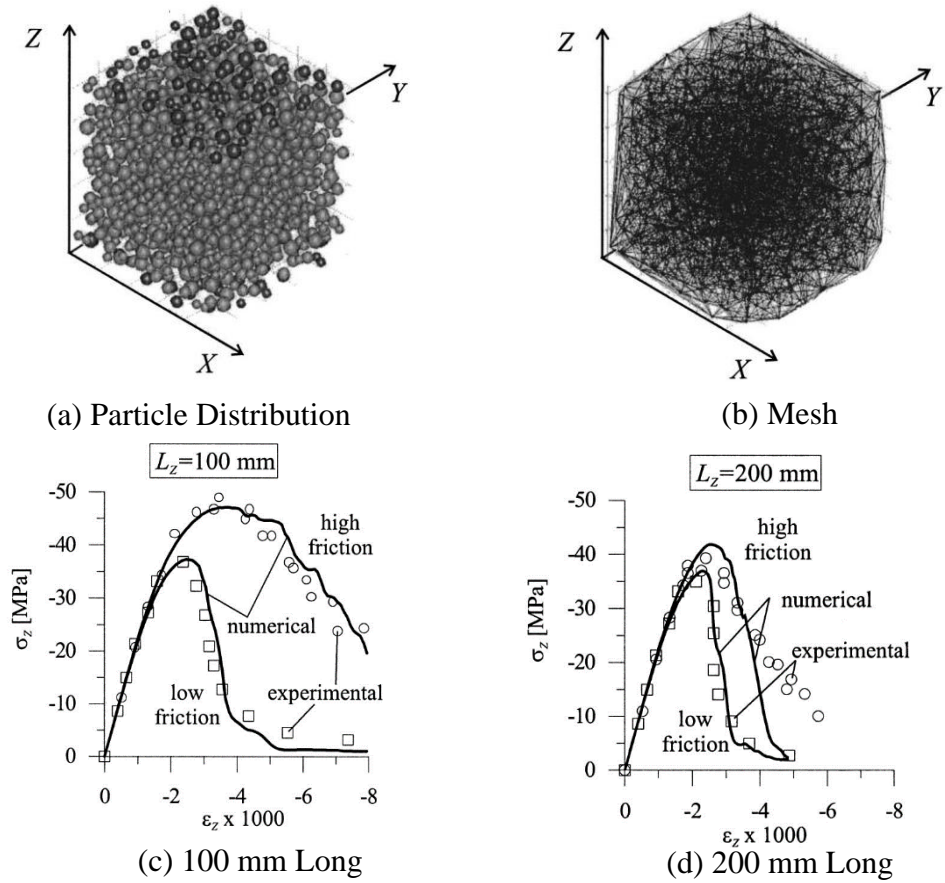 Z
Y
X
Z
Y
X
(a) Particle Distribution
(b) Mesh
L_z=100 mm
-50
-40
-30
-20
-10
0
σ_z [MPa]
high
friction
numerical
experimental
low
friction
0
-2
-4
-6
-8
ε_z x 1000
(c) 100 mm Long
L_z=200 mm
-50
-40
-30
-20
-10
0
σ_z [MPa]
high
friction
numerical
experimental
low
friction
0
-2
-4
-6
-8
ε_z x 1000
(d) 200 mm Long